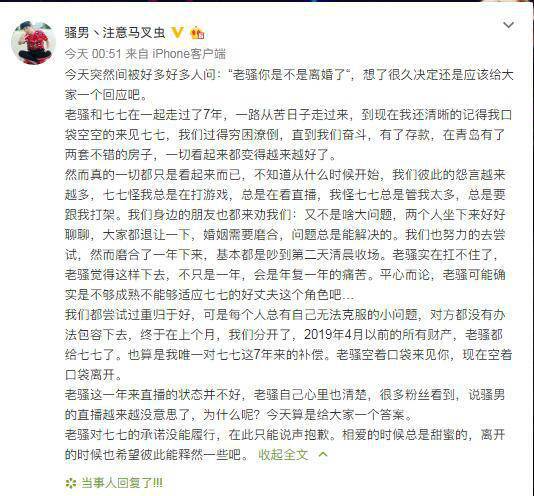 骚男丶注意马叉虫
今天 00:51 来自 iPhone客户端
今天突然间被好多好多人问：“老骚你是不是离婚了“，想了很久决定还是应该给大
家一个回应吧。
老骚和七七在一起走过了7年，一路从苦日子走过来，到现在我还清晰的记得我口
袋空空的来见七七，我们过得穷困潦倒，直到我们奋斗，有了存款，在青岛有了
两套不错的房子，一切看起来都变得越来越好了。
然而真的一切都只是看起来而已，不知道从什么时候开始，我们彼此的怨言越来
越多，七七怪我总是在打游戏，总是在看直播，我怪七七总是管我太多，总是要
跟我打架。我们身边的朋友也都来劝我们：又不是啥大问题，两个人坐下来好好
聊聊，大家都退让一下，婚姻需要磨合，问题总是能解决的。我们也努力的去尝
试，然而磨合了一年下来，基本都是吵到第二天清晨收场。老骚实在扛不住了，
老骚觉得这样下去，不只是一年，会是年复一年的痛苦。平心而论，老骚可能确
实是不够成熟不能够适应七七的好丈夫这个角色吧...
我们都尝试过重归于好，可是每个人总有自己无法克服的小问题，对方都没有办
法包容下去，终于在上个月，我们分开了，2019年4月以前的所有财产，老骚都
给七七了。也算是我唯一对七七这7年来的补偿。老骚空着口袋来见你，现在空着
口袋离开。
老骚这一年来直播的状态并不好，老骚自己心里也清楚，很多粉丝看到，说骚男
的直播越来越没意思了，为什么呢？今天算是给大家一个答案。
老骚对七七的承诺没能履行，在此只能说声抱歉。相爱的时候总是甜蜜的，离开
的时候也希望彼此能释然一些吧。 收起全文
当事人回复了!!!